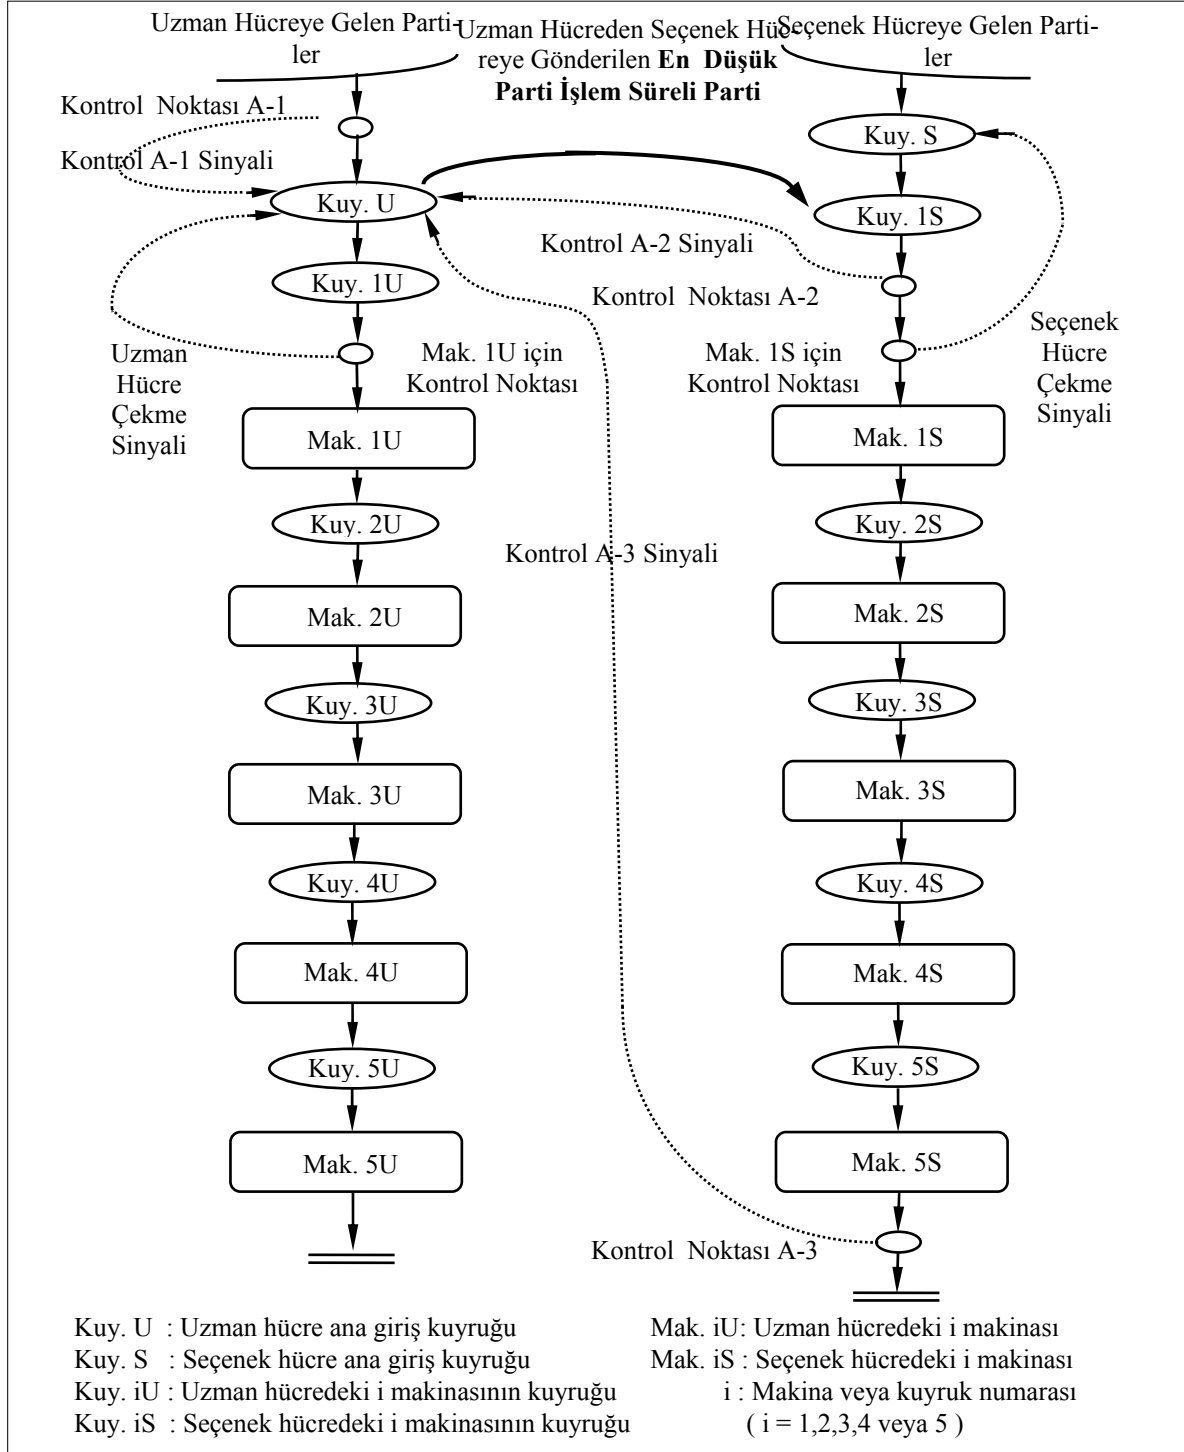 Uzman Hücreye Gelen Parti-
ler
Uzman Hücreden Seçenek Hüc-
reye Gönderilen En Düşük
Parti İşlem Süreli Parti
Seçenek Hücreye Gelen Parti-
ler
Kontrol Noktası A-1
Kontrol A-1 Sinyali
Kuy. S
Kuy. U
Kuy. 1S
Kontrol A-2 Sinyali
Kuy. 1U
Kontrol Noktası A-2
Uzman
Hücre
Çekme
Sinyali
Mak. 1U için
Kontrol Noktası
Mak. 1S için
Kontrol Noktası
Seçenek
Hücre
Çekme
Sinyali
Mak. 1U
Mak. 1S
Kuy. 2U
Kuy. 2S
Kontrol A-3 Sinyali
Mak. 2U
Mak. 2S
Kuy. 3U
Kuy. 3S
Mak. 3U
Mak. 3S
Kuy. 4U
Kuy. 4S
Mak. 4U
Mak. 4S
Kuy. 5U
Kuy. 5S
Mak. 5U
Mak. 5S
Kontrol Noktası A-3
Kuy. U : Uzman hücre ana giriş kuyruğu
Kuy. S : Seçenek hücre ana giriş kuyruğu
Kuy. iU : Uzman hücredeki i makinasının kuyruğu
Kuy. iS : Seçenek hücredeki i makinasının kuyruğu
Mak. iU: Uzman hücredeki i makinası
Mak. iS : Seçenek hücredeki i makinası
i : Makina veya kuyruk numarası
( i = 1,2,3,4 veya 5 )